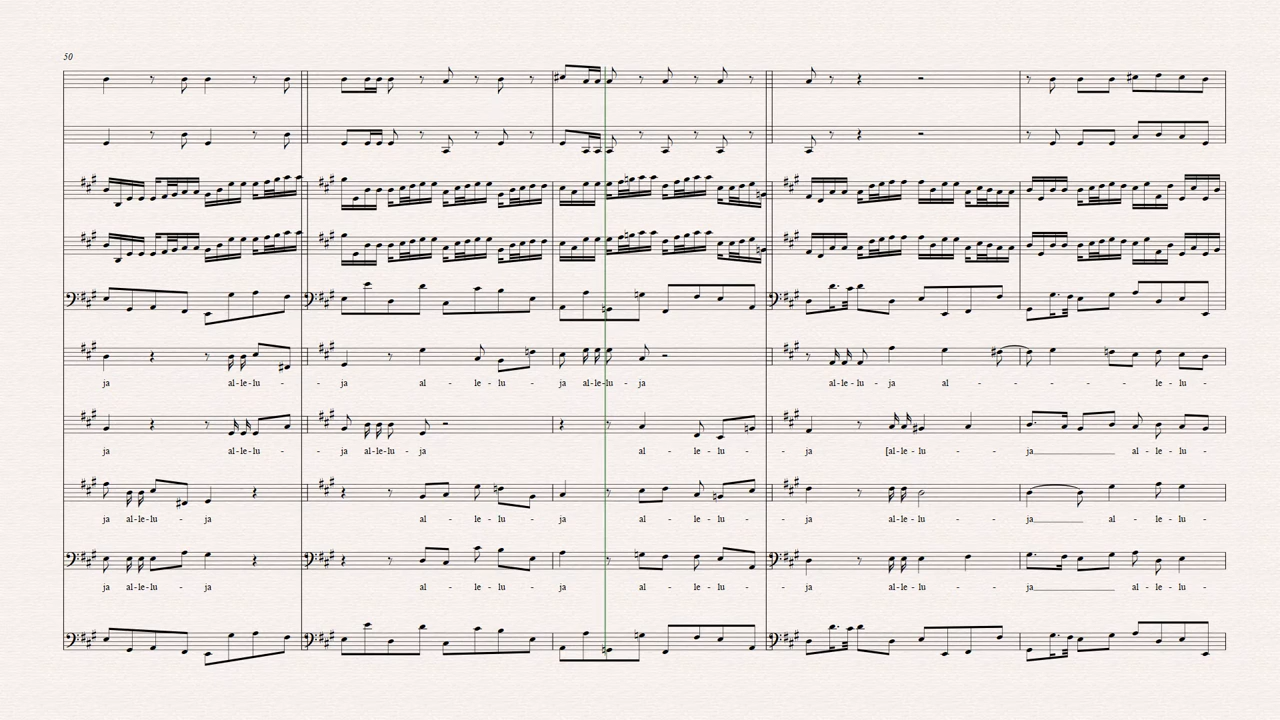 50
ja al-le-lu - ja al - le - lu - ja al-le-lu - ja al-le-lu - ja al - - - - le - lu -
ja al-le-lu - ja al-le-lu - ja al - le - lu - ja [al-le - lu - - ja_____ al - le - lu -
ja al-le-lu - ja al - le - lu - ja al - le - lu - ja al-le - lu - - ja_____ al - le - lu -
ja al-le-lu - ja al - le - lu - ja al - le - lu - ja al-le - lu - - ja_____ al - le - lu -